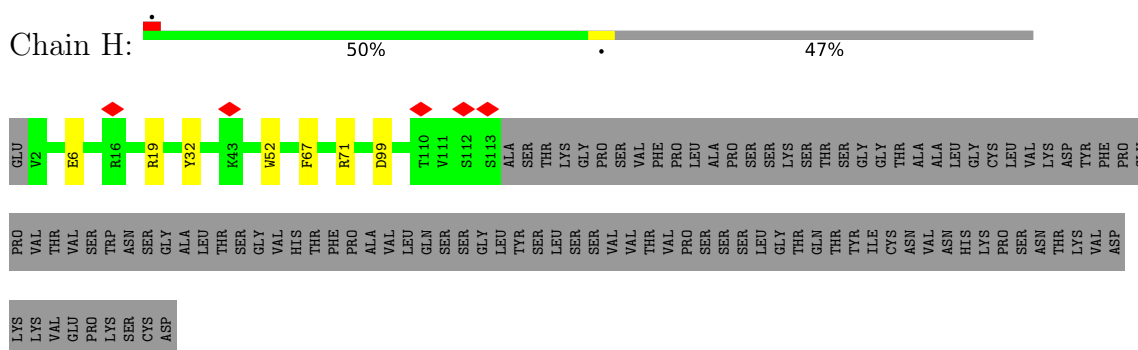 Chain H:
50%
•
47%
•
GLU V2 E6 R16 R19 Y32 K43 W52 F67 R71 D99 T110 V111 S112 S113 ALA SER THR LYS GLY PRO SER VAL PHE PRO LEU ALA PRO SER SER LYS SER THR SER GLY GLY THR ALA ALA LEU GLY CYS LEU VAL LYS ASP TYR PHE PRO
PRO VAL THR VAL SER TRP ASN SER GLY ALA LEU THR SER GLY VAL HIS THR PHE PRO ALA VAL LEU GLN SER SER GLY LEU TYR SER LEU SER SER VAL VAL THR VAL PRO SER SER SER LEU GLY THR GLN THR TYR ILE CYS ASN VAL ASN HIS LYS PRO SER ASN THR LYS VAL ASP
LYS LYS VAL GLU PRO LYS SER CYS ASP